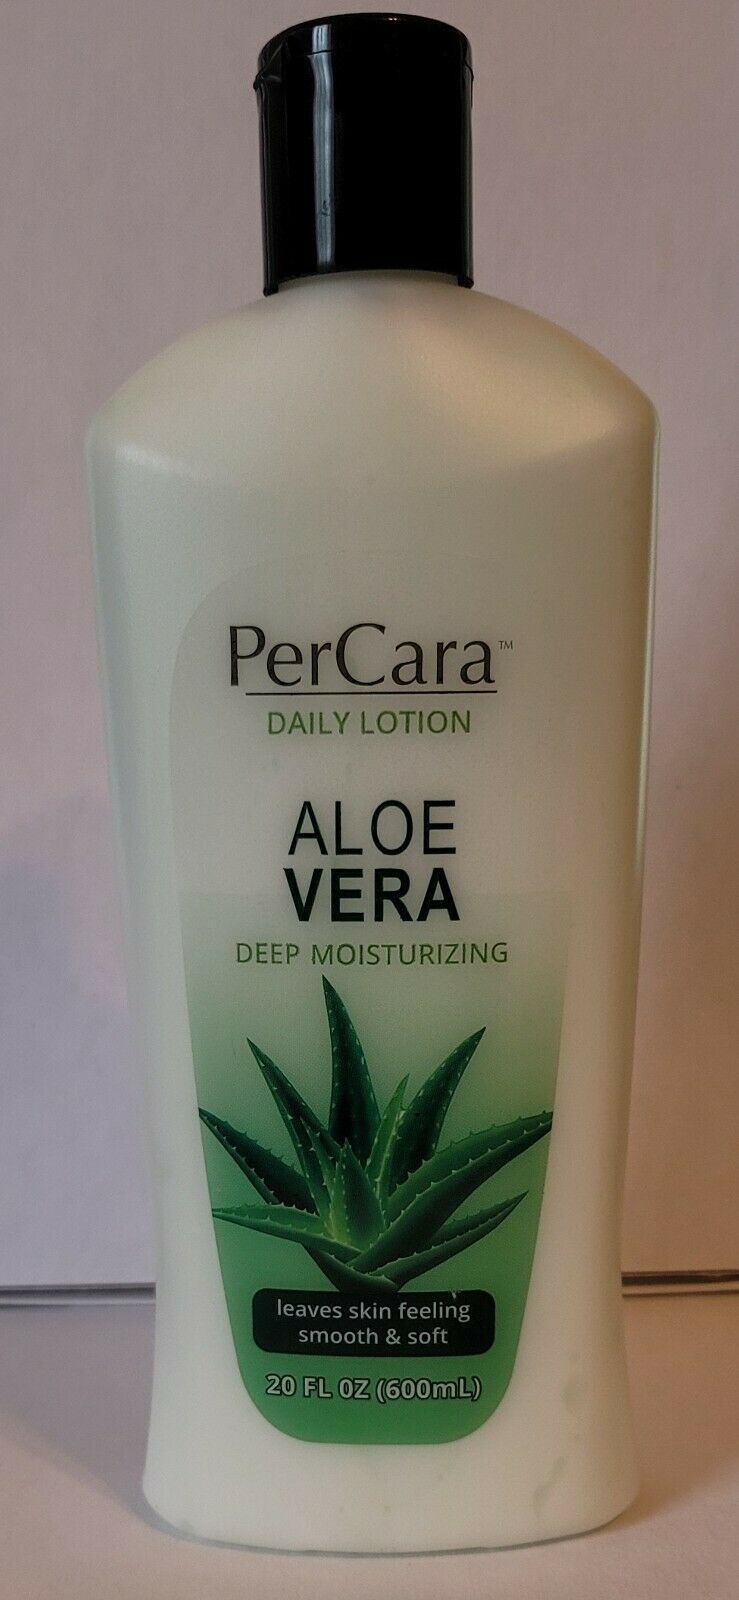 PerCara™
DAILY LOTION
ALOE
VERA
DEEP MOISTURIZING
leaves skin feeling
smooth & soft
20 FL OZ (600mL)